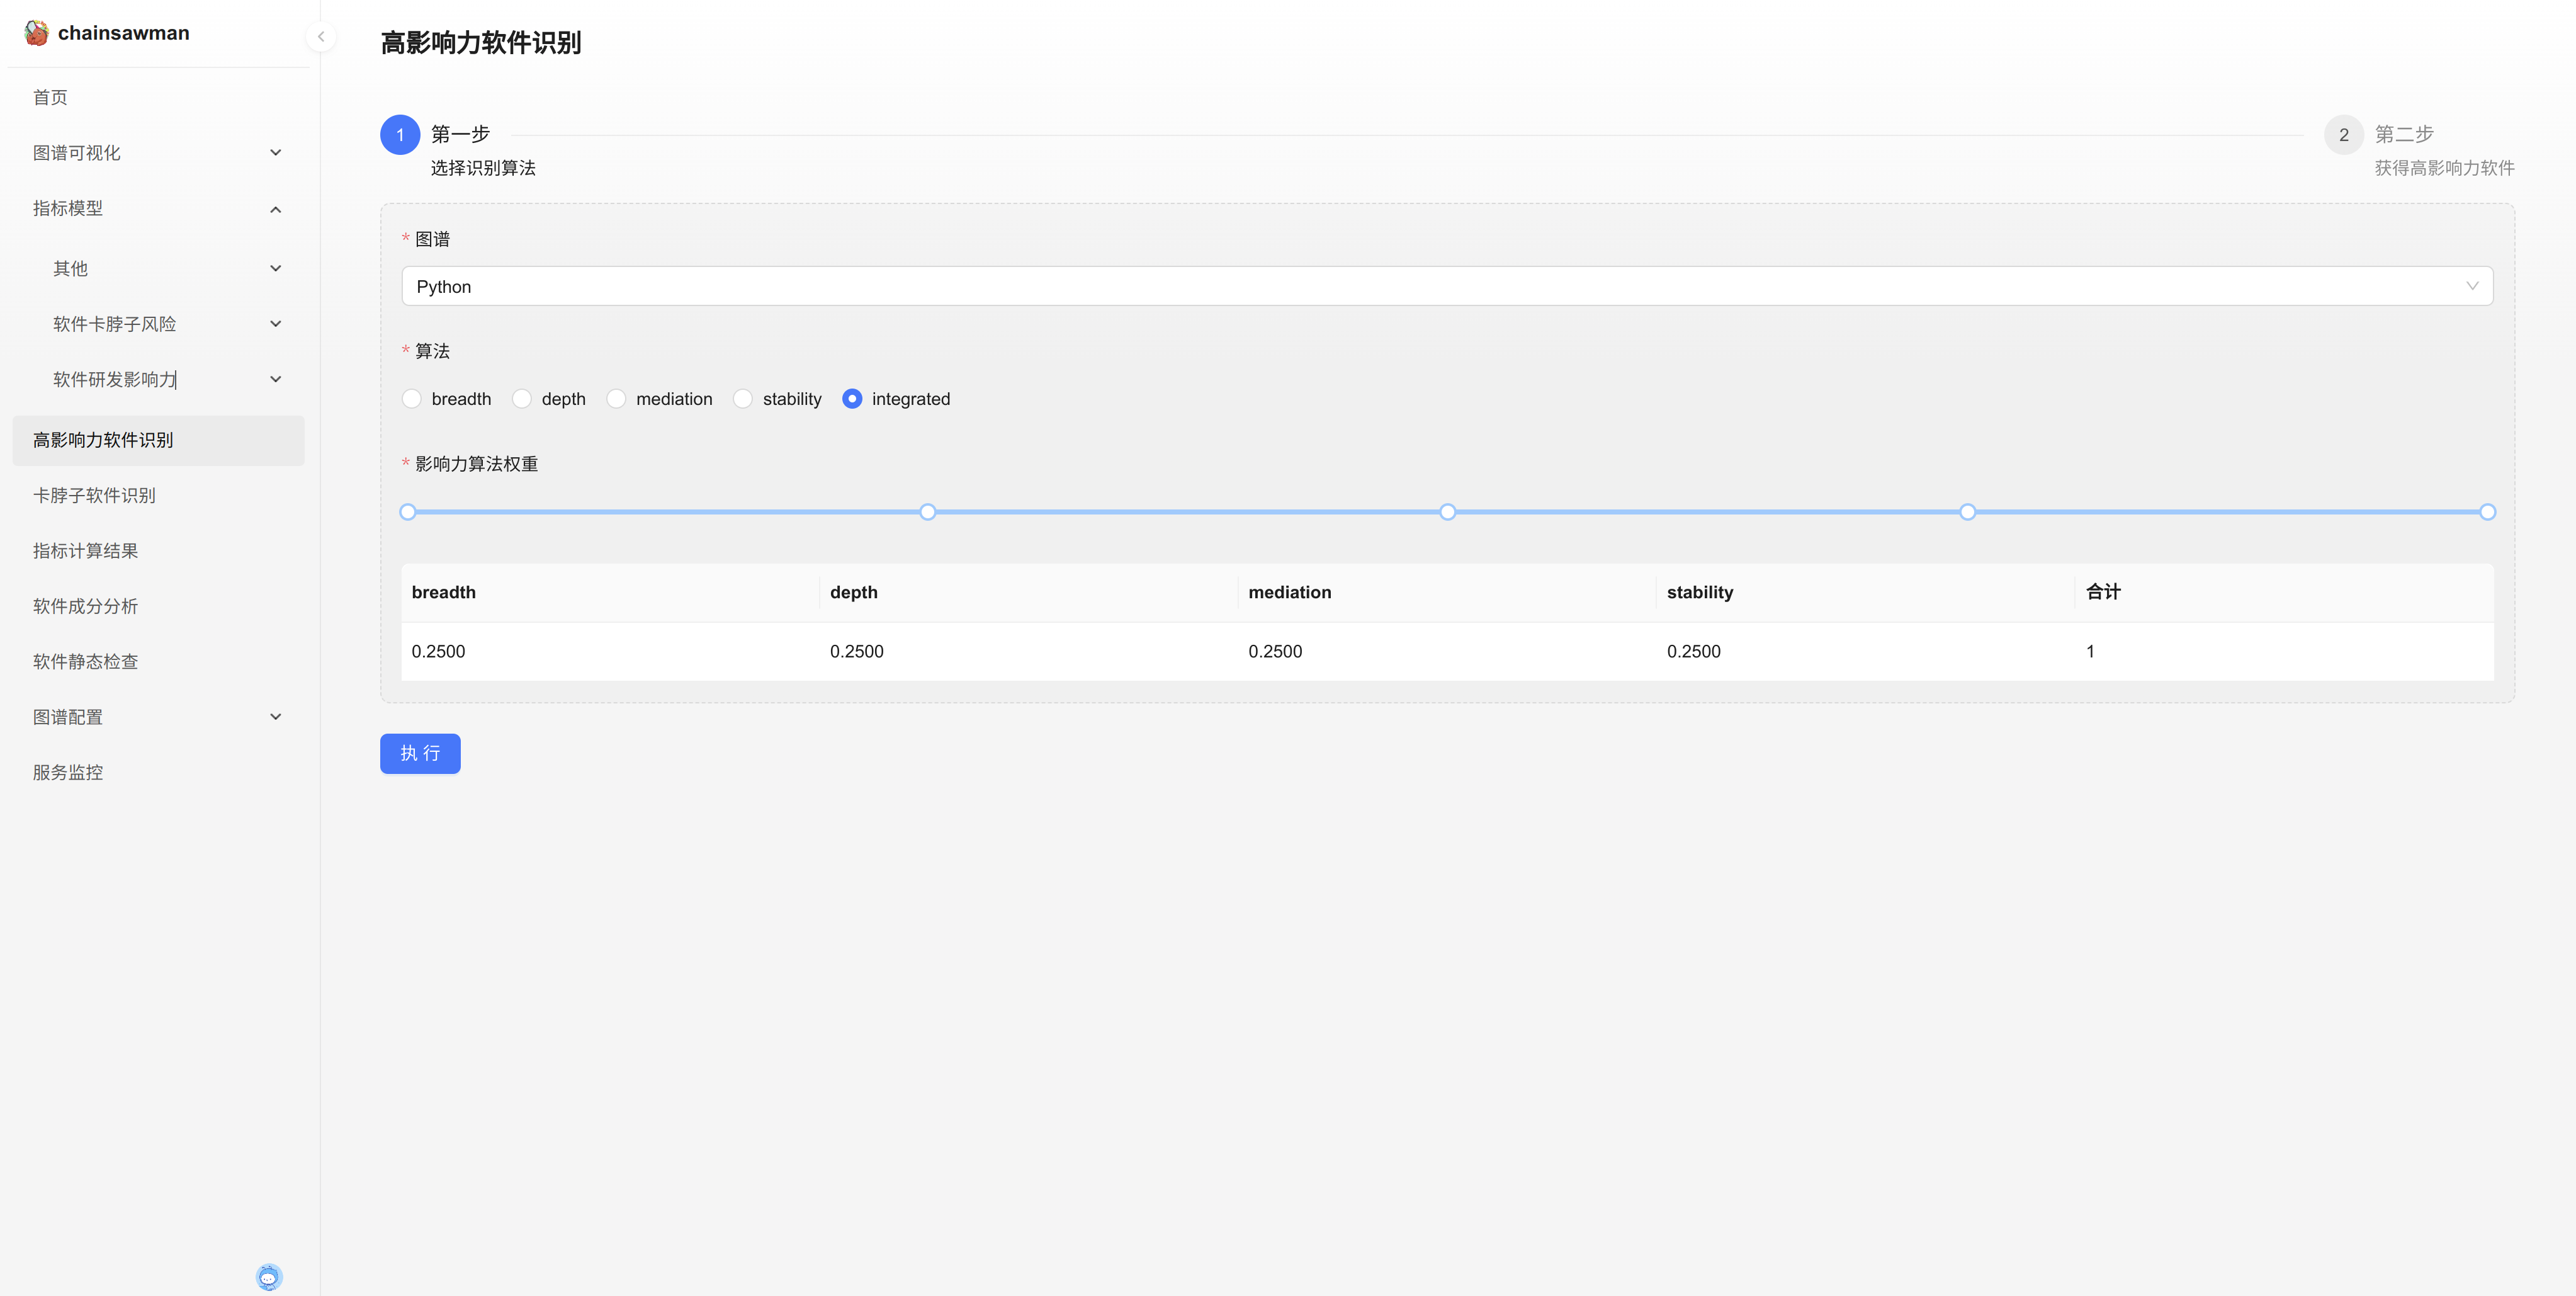 chainsawman
首页
图谱可视化
指标模型
其他
软件卡脖子风险
软件研发影响力
高影响力软件识别
卡脖子软件识别
指标计算结果
软件成分分析
软件静态检查
图谱配置
服务监控
高影响力软件识别
1 第一步
选择识别算法
2 第二步
获得高影响力软件
* 图谱
Python
* 算法
breadth depth mediation stability integrated
* 影响力算法权重
breadth depth mediation stability 合计
0.2500 0.2500 0.2500 0.2500 1
执 行